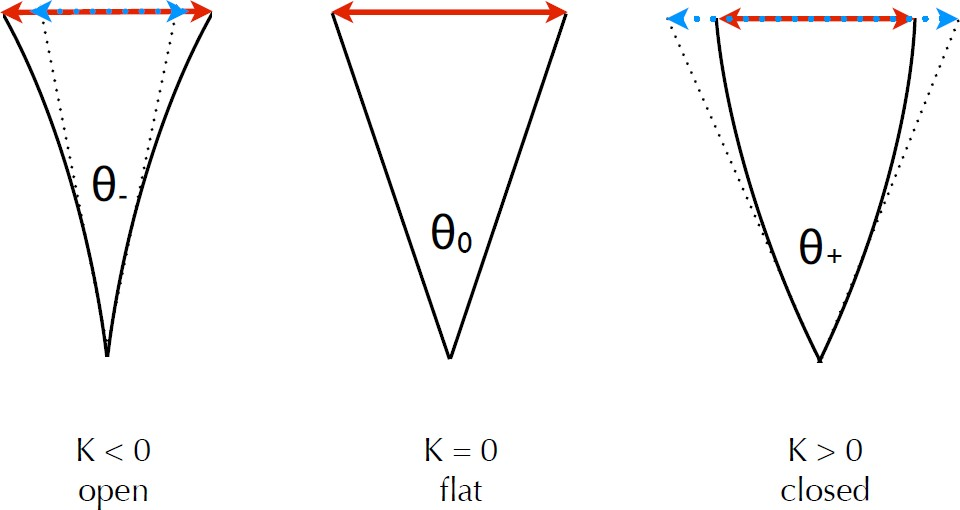 θ-
θ0
θ+
K < 0
open
K = 0
flat
K > 0
closed